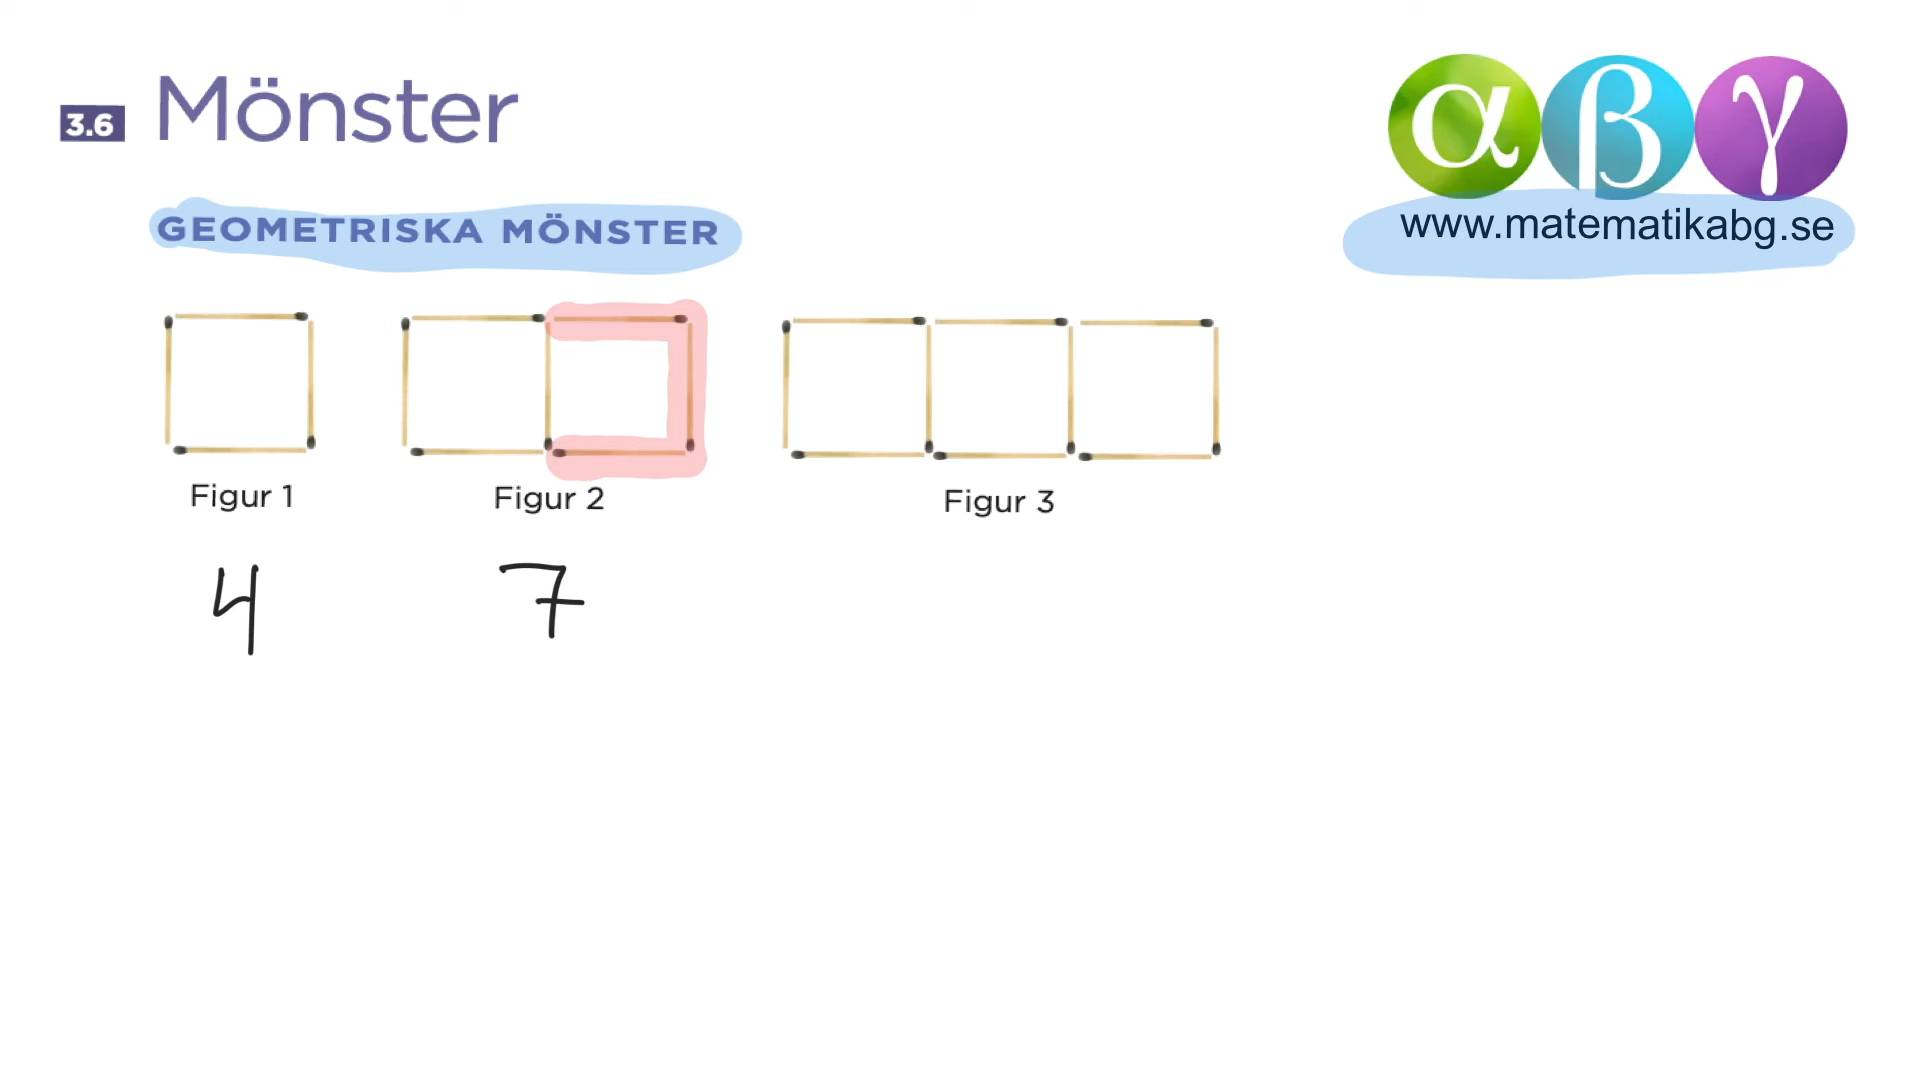 3.6 Mönster
αβγ
www.matematikabg.se
GEOMETRISKA MÖNSTER
Figur 1
Figur 2
Figur 3
4
7